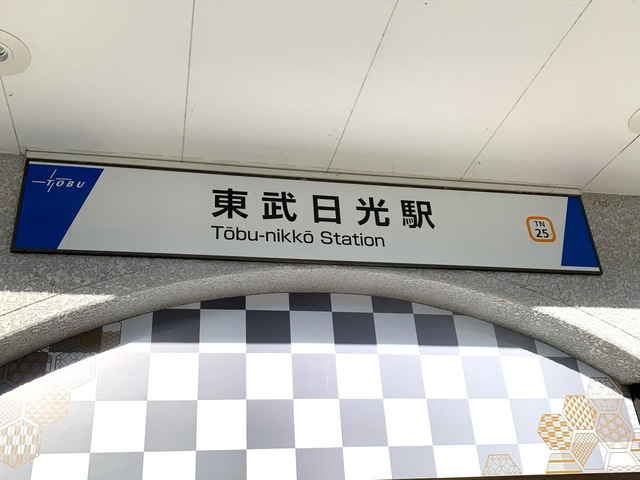 TOBU
東武日光駅
Tōbu-nikkō Station
TN
25